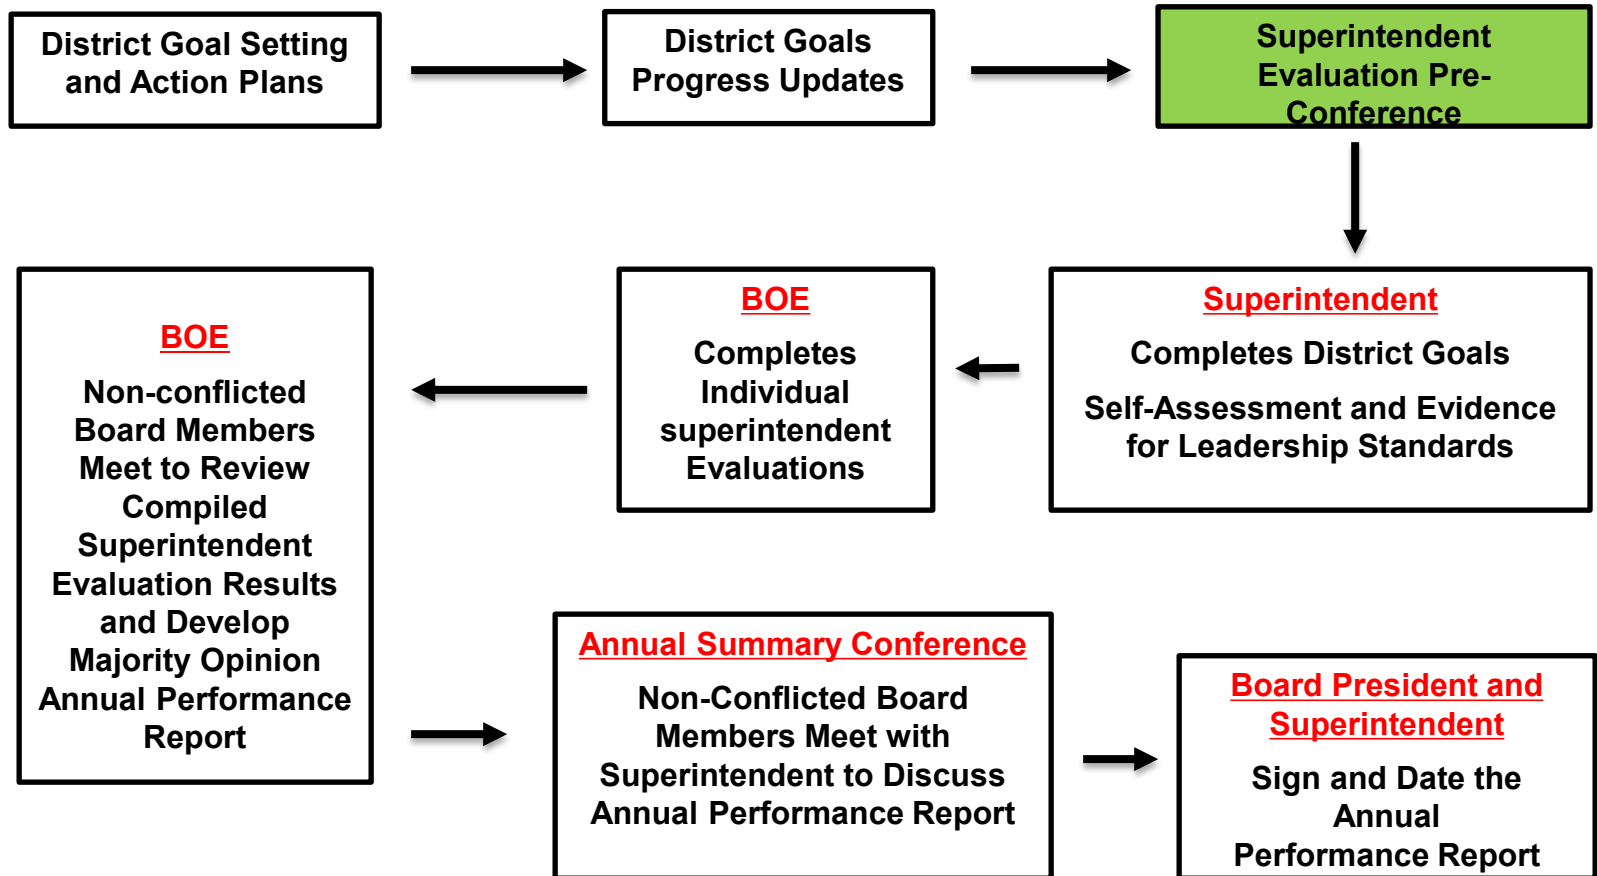 District Goal Setting
and Action Plans
District Goals
Progress Updates
Superintendent
Evaluation Pre-
Conference
Superintendent
Completes District Goals
Self-Assessment and Evidence
for Leadership Standards
BOE
Completes
Individual
superintendent
Evaluations
BOE
Non-conflicted
Board Members
Meet to Review
Compiled
Superintendent
Evaluation Results
and Develop
Majority Opinion
Annual Performance
Report
Annual Summary Conference
Non-Conflicted Board
Members Meet with
Superintendent to Discuss
Annual Performance Report
Board President and
Superintendent
Sign and Date the
Annual
Performance Report